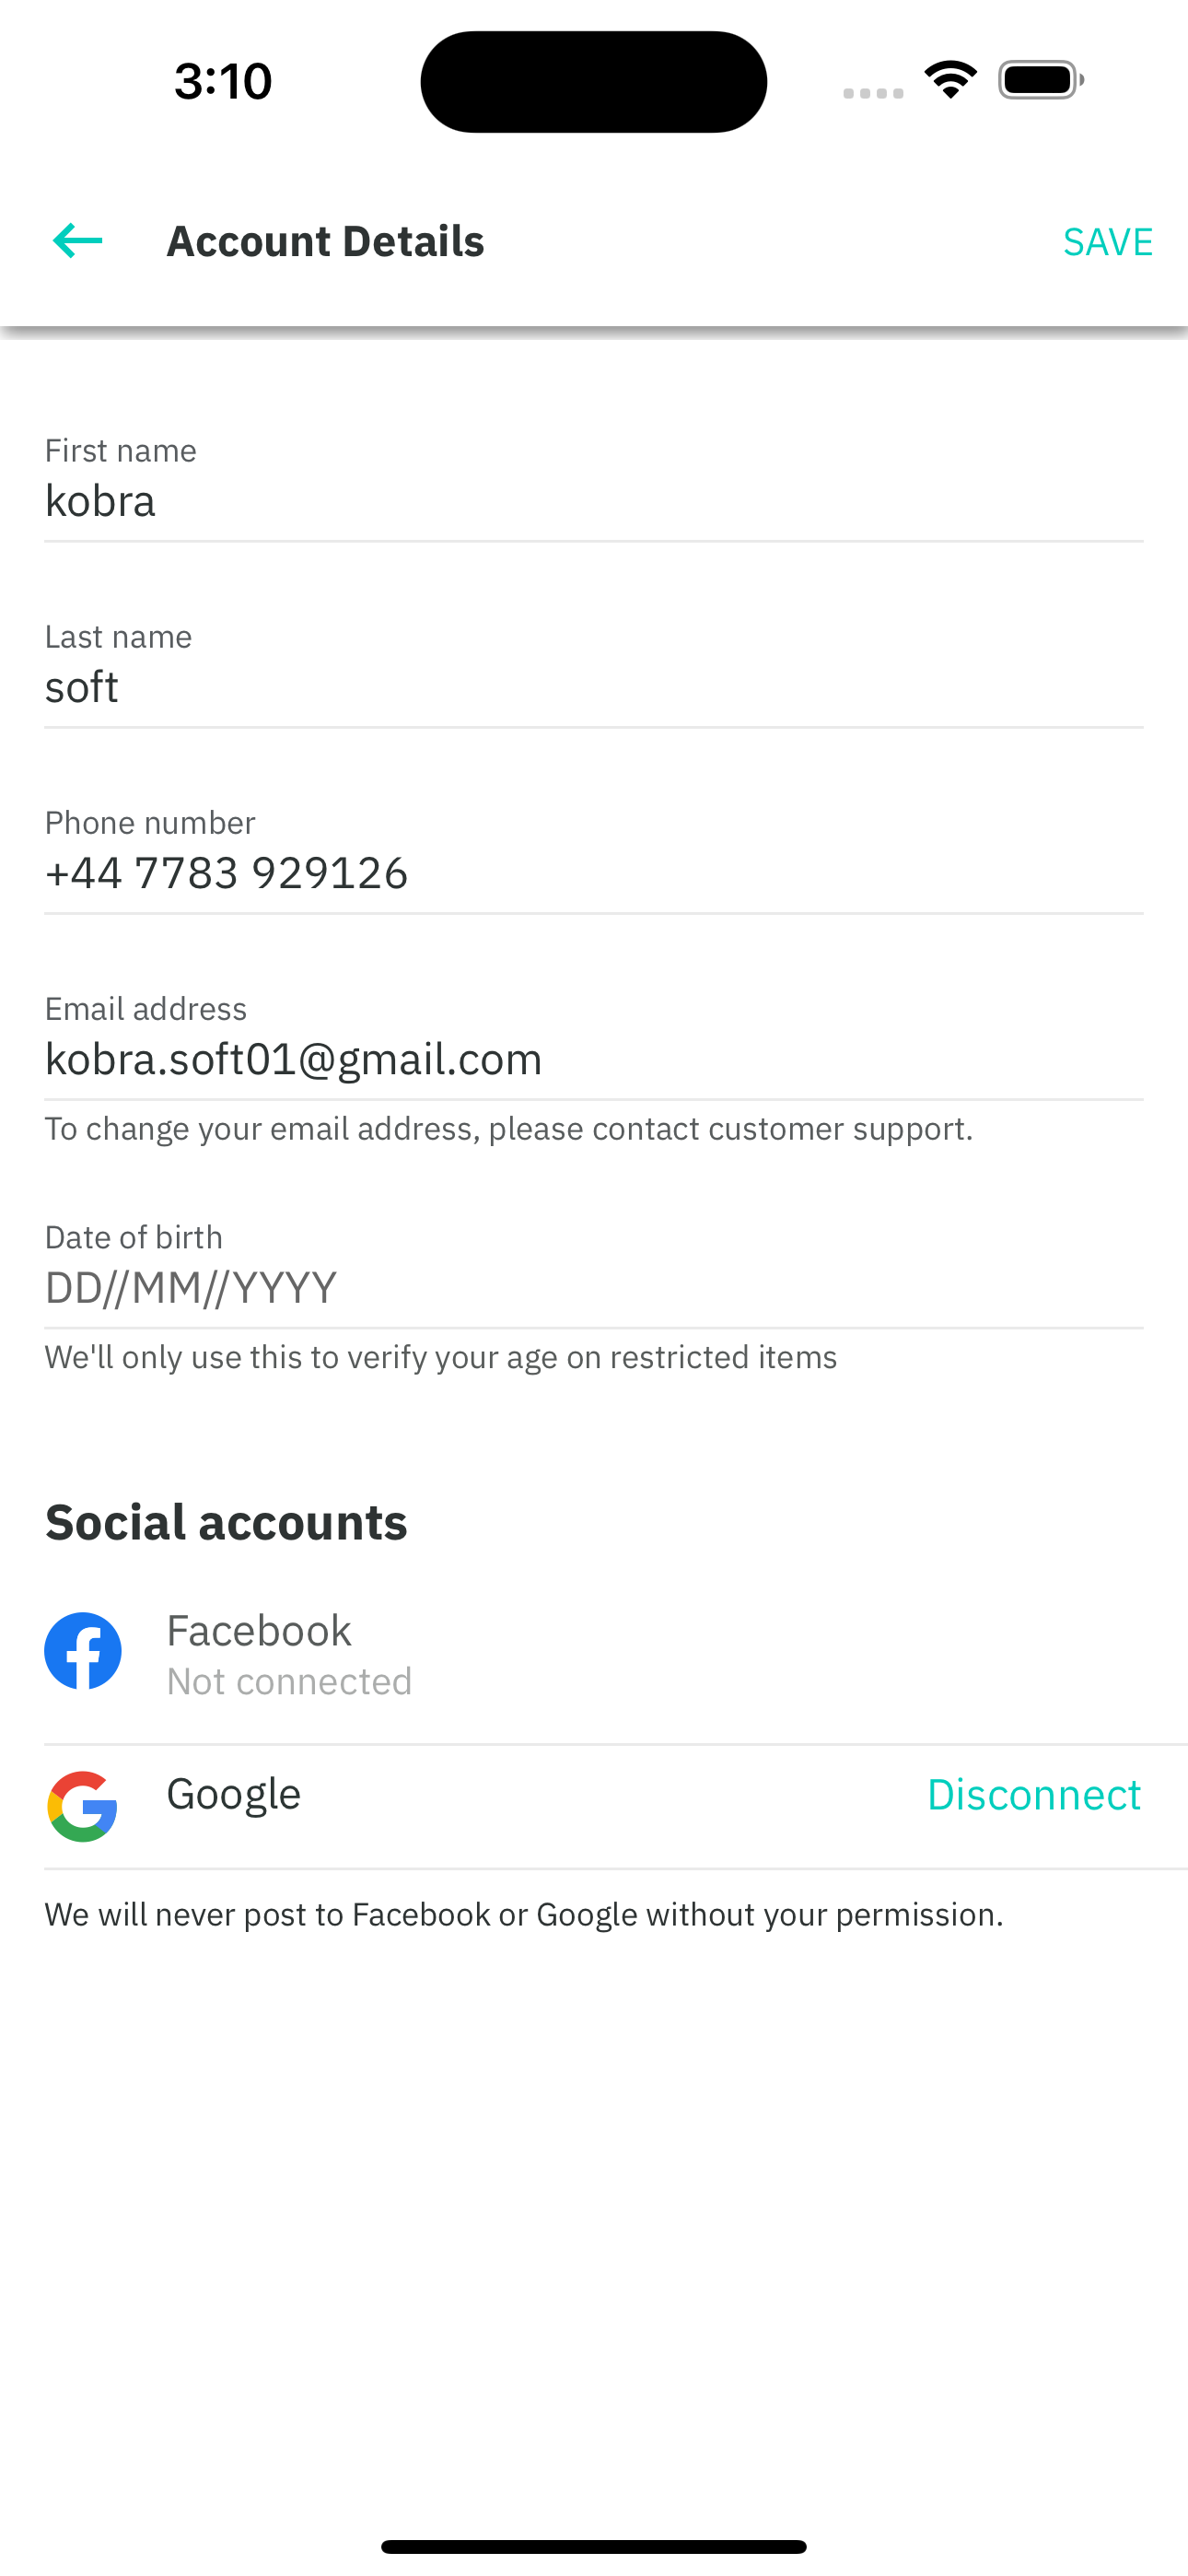 3:10
Account Details
SAVE
First name
kobra
Last name
soft
Phone number
+44 7783 929126
Email address
kobra.soft01@gmail.com
To change your email address, please contact customer support.
Date of birth
DD//MM//YYYY
We'll only use this to verify your age on restricted items
Social accounts
Facebook
Not connected
Google
Disconnect
We will never post to Facebook or Google without your permission.